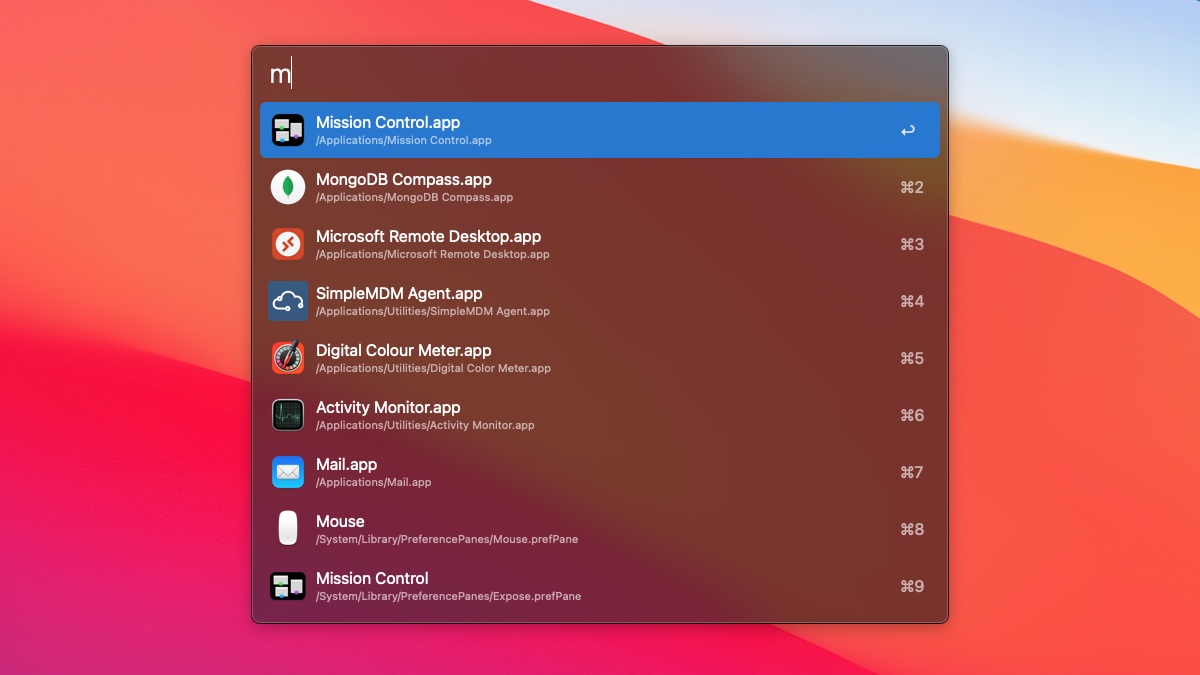 m
Mission Control.app
/Applications/Mission Control.app
↩
MongoDB Compass.app
/Applications/MongoDB Compass.app
⌘2
Microsoft Remote Desktop.app
/Applications/Microsoft Remote Desktop.app
⌘3
SimpleMDM Agent.app
/Applications/Utilities/SimpleMDM Agent.app
⌘4
Digital Colour Meter.app
/Applications/Utilities/Digital Color Meter.app
⌘5
Activity Monitor.app
/Applications/Utilities/Activity Monitor.app
⌘6
Mail.app
/Applications/Mail.app
⌘7
Mouse
/System/Library/PreferencePanes/Mouse.prefPane
⌘8
Mission Control
/System/Library/PreferencePanes/Expose.prefPane
⌘9